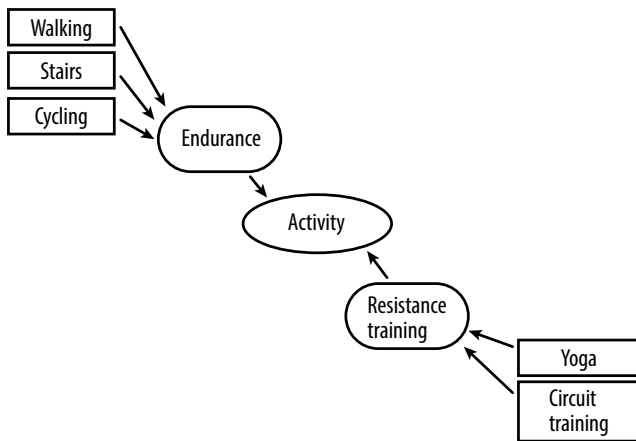 Walking
Stairs
Cycling
Endurance
Activity
Resistance
training
Yoga
Circuit
training